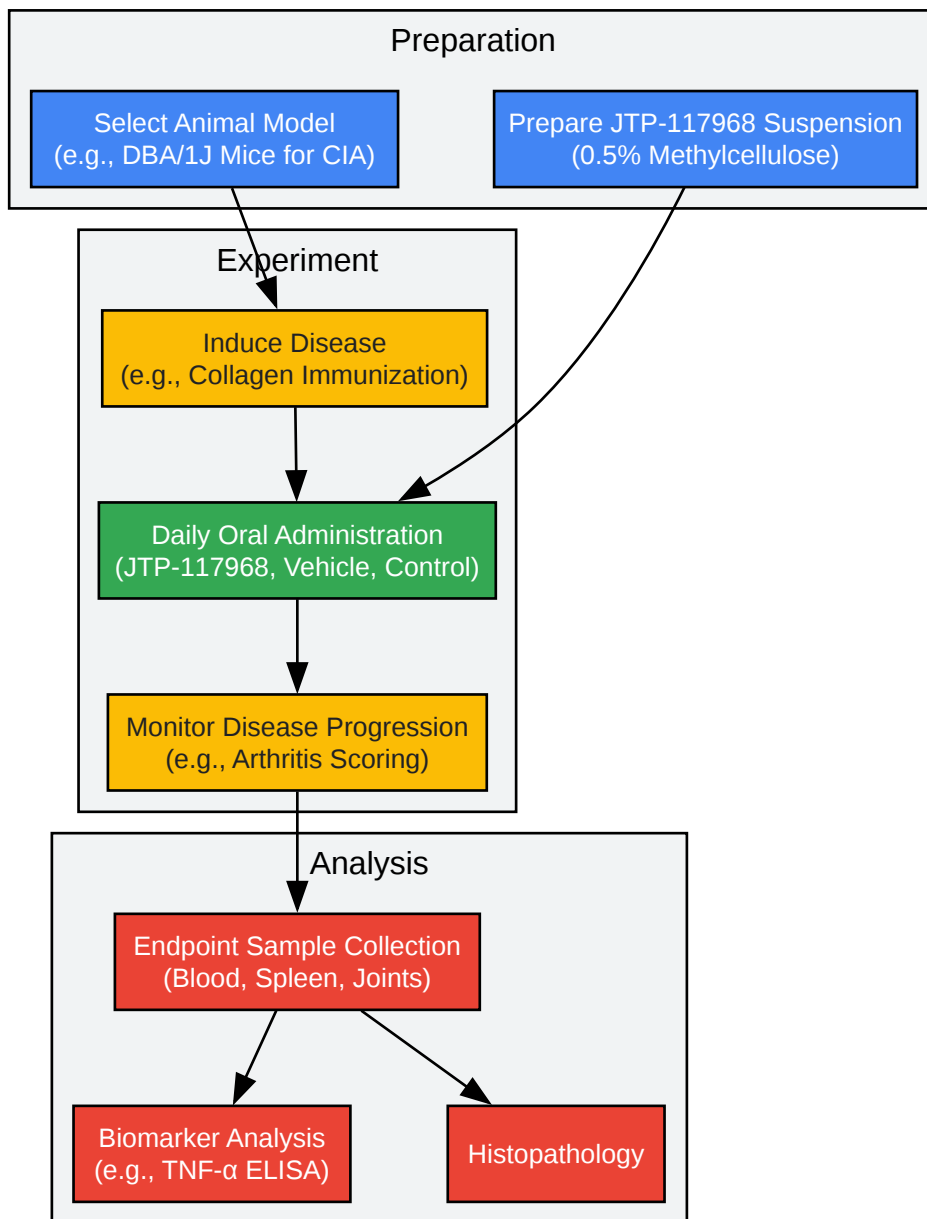 Preparation
Select Animal Model
(e.g., DBA/1J Mice for CIA)
Prepare JTP-117968 Suspension
(0.5% Methylcellulose)
Experiment
Induce Disease
(e.g., Collagen Immunization)
Daily Oral Administration
(JTP-117968, Vehicle, Control)
Monitor Disease Progression
(e.g., Arthritis Scoring)
Analysis
Endpoint Sample Collection
(Blood, Spleen, Joints)
Biomarker Analysis
(e.g., TNF-α ELISA)
Histopathology